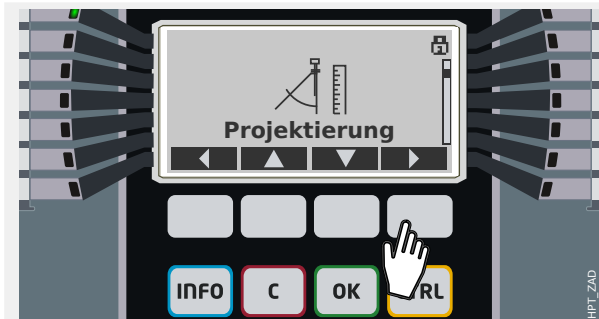 Projektierung
INFO
C
OK
RL
HPT_ZAD